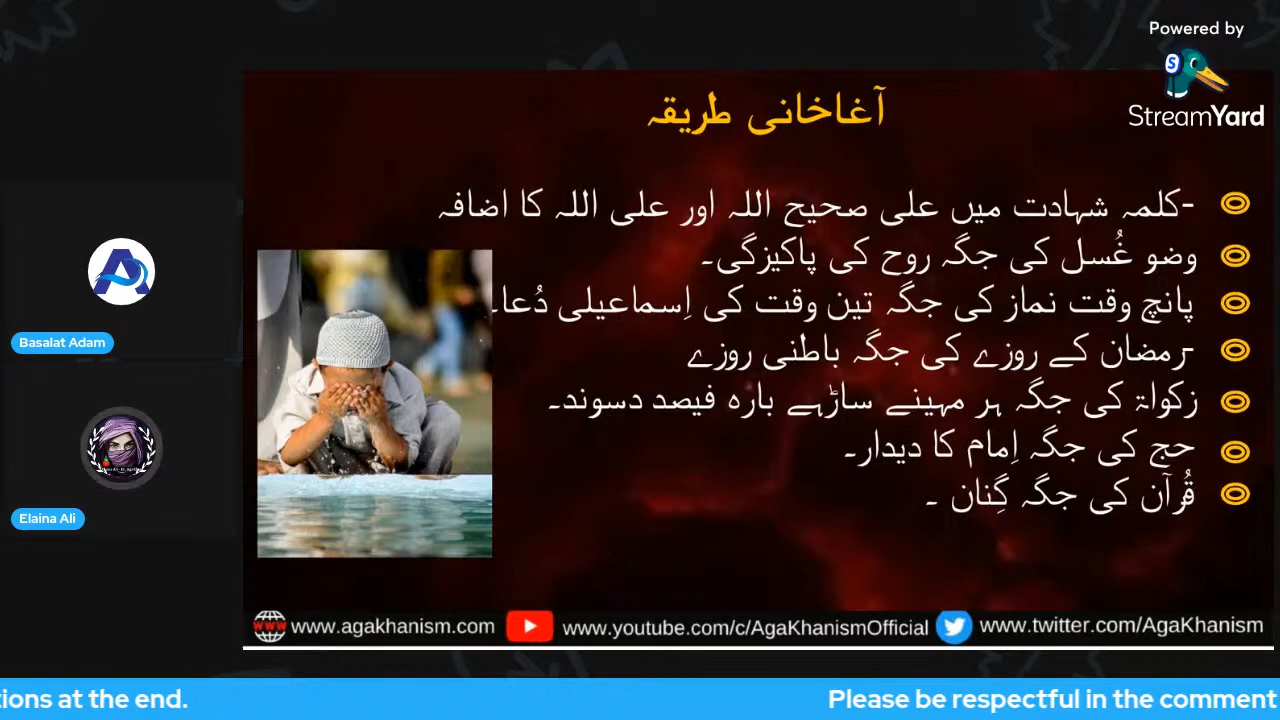 Powered by
StreamYard
آغاخانی طریقہ
-کلمہ شہادت میں علی صحیح اللہ اور علی اللہ کا اضافہ
وضو غُسل کی جگہ روح کی پاکیزگی۔
پانچ وقت نماز کی جگہ تین وقت کی اِسماعیلی دُعا۔
-رمضان کے روزے کی جگہ باطنی روزے
زکواۃ کی جگہ ہر مہینے ساڑہے بارہ فیصد دسوند۔
حج کی جگہ اِمام کا دیدار۔
قُرآن کی جگہ گِنان ۔
Basalat Adam
Elaina Ali
www.agakhanism.com
www.youtube.com/c/AgaKhanismOfficial
www.twitter.com/AgaKhanism
tions at the end.
Please be respectful in the comment